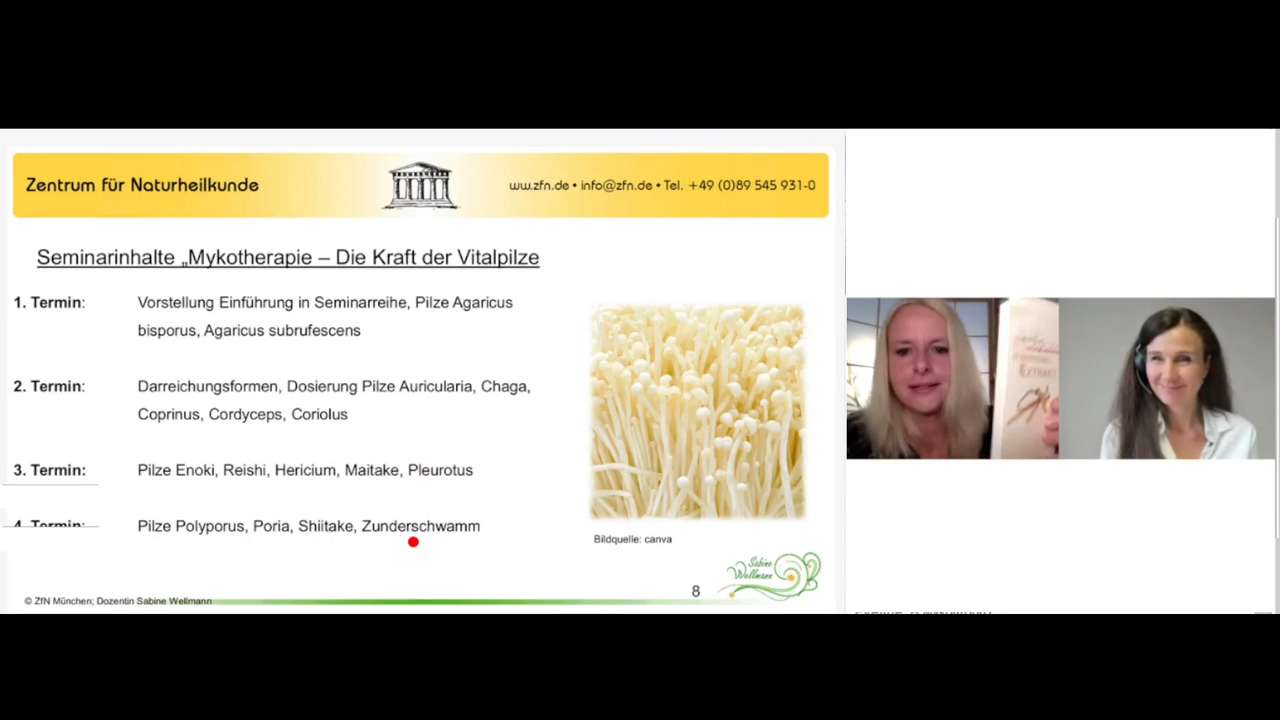 Zentrum für Naturheilkunde
ww.zfn.de • info@zfn.de • Tel. +49 (0)89 545 931-0
Seminarinhalte „Mykotherapie – Die Kraft der Vitalpilze
1. Termin: Vorstellung Einführung in Seminarreihe, Pilze Agaricus
bisporus, Agaricus subrufescens
2. Termin: Darreichungsformen, Dosierung Pilze Auricularia, Chaga,
Coprinus, Cordyceps, Coriolus
3. Termin: Pilze Enoki, Reishi, Hericium, Maitake, Pleurotus
4. Termin: Pilze Polyporus, Poria, Shiitake, Zunderschwamm
Bildquelle: canva
Sabine
Wellmann
8
© ZfN München; Dozentin Sabine Wellmann
EXTRAKT